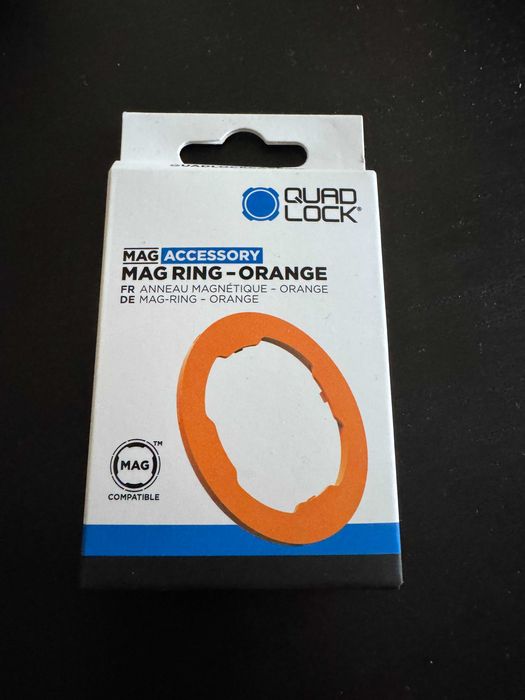 QUAD
LOCK®
MAG ACCESSORY
MAG RING – ORANGE
FR ANNEAU MAGNÉTIQUE – ORANGE
DE MAG-RING – ORANGE
MAG™
COMPATIBLE